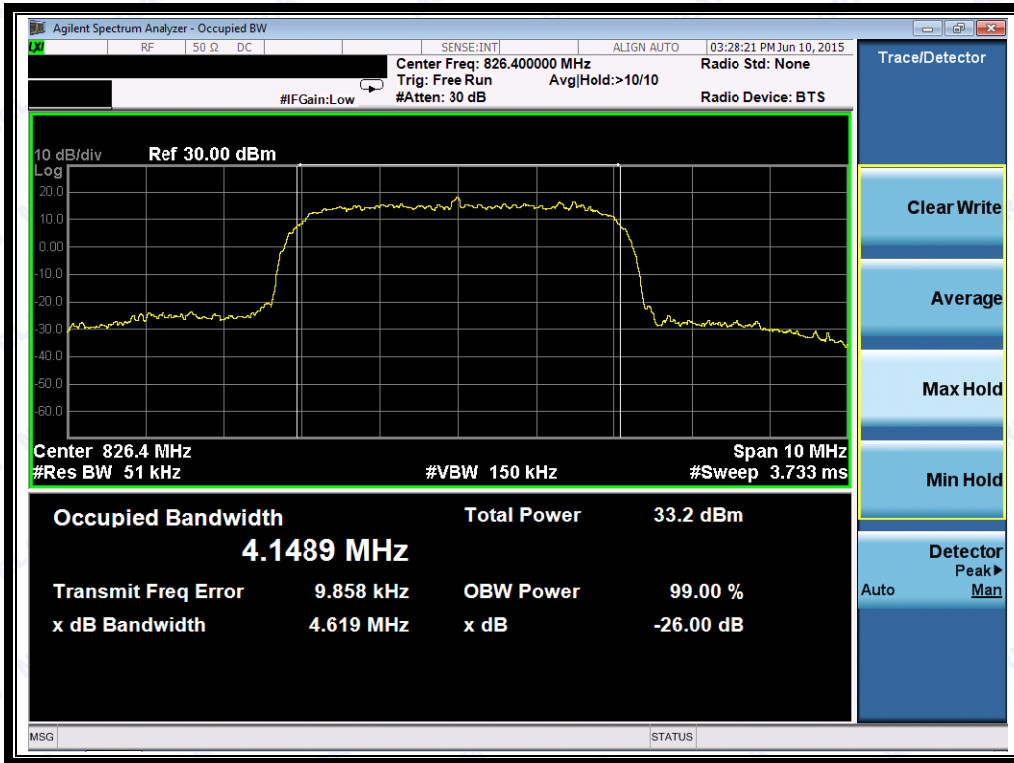 Agilent Spectrum Analyzer - Occupied BW
LXI RF 50 Ω DC SENSE:INT ALIGN AUTO 03:28:21 PM Jun 10, 2015
Center Freq: 826.400000 MHz Radio Std: None
Trig: Free Run Avg|Hold:>10/10
#IFGain:Low #Atten: 30 dB Radio Device: BTS
10 dB/div Ref 30.00 dBm
Log
20.0
10.0
0.00
-10.0
-20.0
-30.0
-40.0
-50.0
-60.0
Center 826.4 MHz Span 10 MHz
#Res BW 51 kHz #VBW 150 kHz #Sweep 3.733 ms
Occupied Bandwidth Total Power 33.2 dBm
4.1489 MHz
Transmit Freq Error 9.858 kHz OBW Power 99.00 %
x dB Bandwidth 4.619 MHz x dB -26.00 dB
MSG STATUS
Trace/Detector
Clear Write
Average
Max Hold
Min Hold
Detector
Peak▶
Auto Man